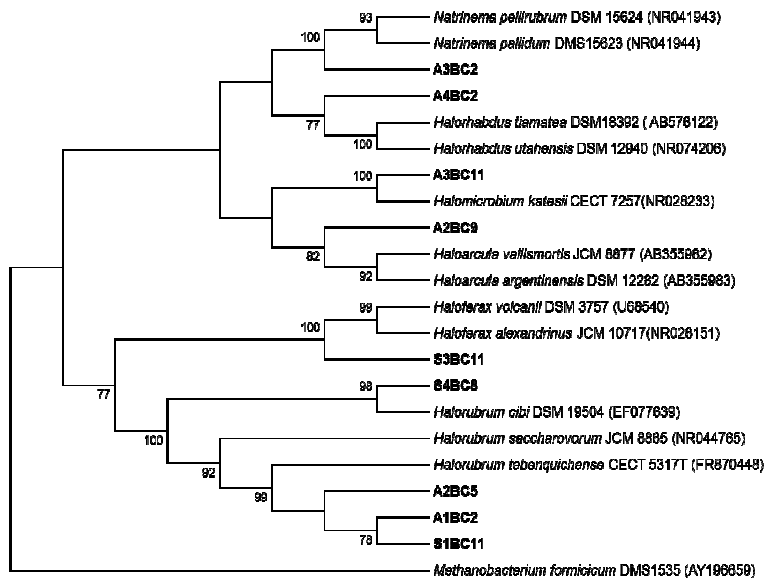 93
Natrinema pellirubrum DSM 15624 (NR041943)
100
Natrinema pallidum DMS15623 (NR041944)
A3BC2
A4BC2
77
Halorhabdus tiamatea DSM18392 ( AB576122)
100
Halorhabdus utahensis DSM 12940 (NR074206)
100
A3BC11
Halomicrobium katesii CECT 7257(NR028233)
A2BC9
82
Haloarcula vallismortis JCM 8877 (AB355982)
92
Haloarcula argentinensis DSM 12282 (AB355983)
99
Haloferax volcanii DSM 3757 (U68540)
100
Haloferax alexandrinus JCM 10717(NR028151)
S3BC11
77
98
S4BC8
Halorubrum cibi DSM 19504 (EF077639)
100
Halorubrum saccharovorum JCM 8865 (NR044765)
92
Halorubrum tebenquichense CECT 5317T (FR870448)
99
A2BC5
A1BC2
78
S1BC11
Methanobacterium formicicum DMS1535 (AY196659)